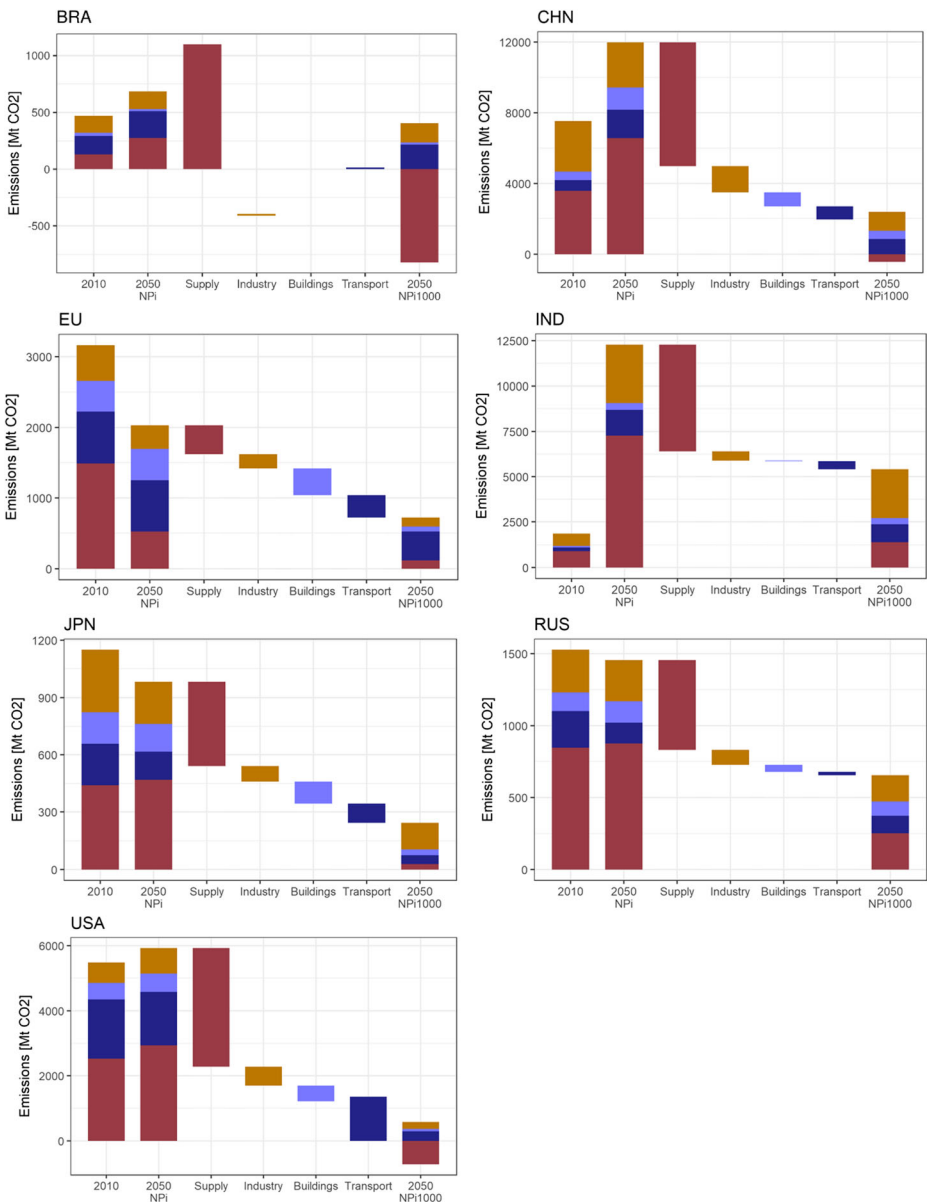 BRA
Emissions [Mt CO2]
1000
500
0
-500
2010
2050
NPi
Supply
Industry
Buildings
Transport
2050
NPi1000
CHN
Emissions [Mt CO2]
12000
8000
4000
0
2010
2050
NPi
Supply
Industry
Buildings
Transport
2050
NPi1000
EU
Emissions [Mt CO2]
3000
2000
1000
0
2010
2050
NPi
Supply
Industry
Buildings
Transport
2050
NPi1000
IND
Emissions [Mt CO2]
12500
10000
7500
5000
2500
0
2010
2050
NPi
Supply
Industry
Buildings
Transport
2050
NPi1000
JPN
Emissions [Mt CO2]
1200
900
600
300
0
2010
2050
NPi
Supply
Industry
Buildings
Transport
2050
NPi1000
RUS
Emissions [Mt CO2]
1500
1000
500
0
2010
2050
NPi
Supply
Industry
Buildings
Transport
2050
NPi1000
USA
Emissions [Mt CO2]
6000
4000
2000
0
2010
2050
NPi
Supply
Industry
Buildings
Transport
2050
NPi1000